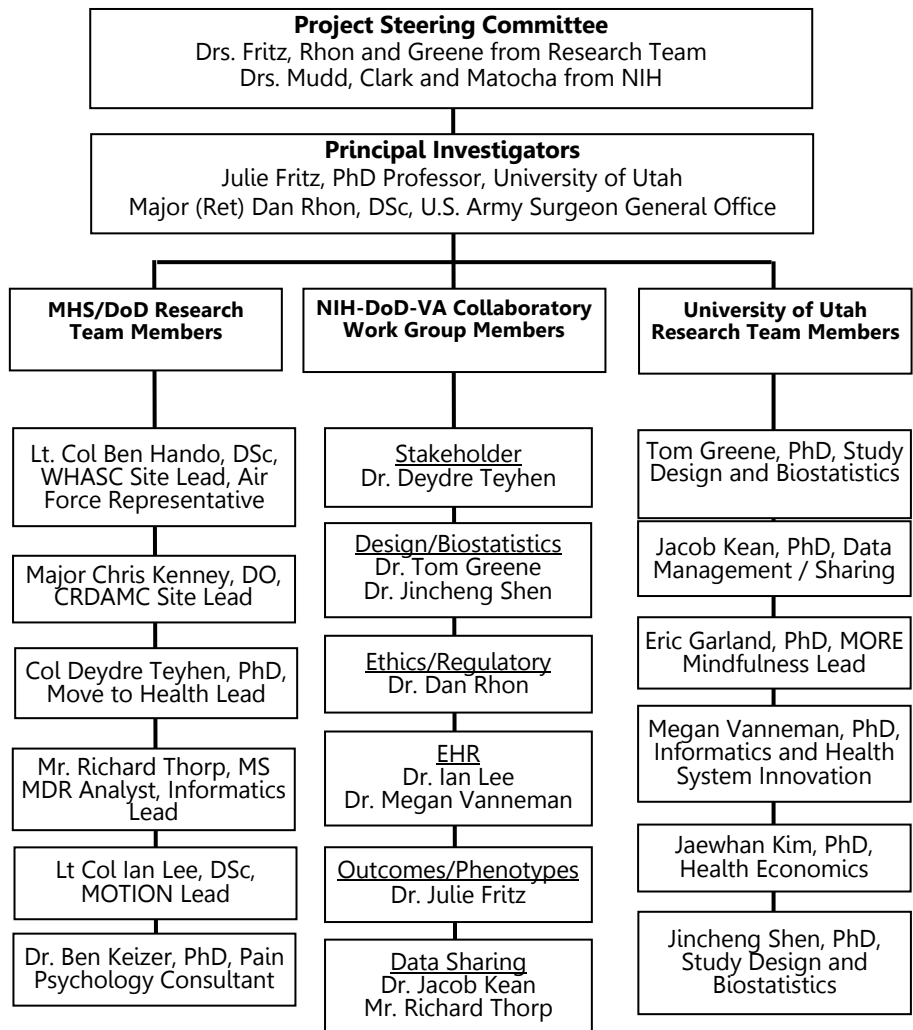 Project Steering Committee
Drs. Fritz, Rhon and Greene from Research Team
Drs. Mudd, Clark and Matocha from NIH
Principal Investigators
Julie Fritz, PhD Professor, University of Utah
Major (Ret) Dan Rhon, DSc, U.S. Army Surgeon General Office
MHS/DoD Research
Team Members
Lt. Col Ben Hando, DSc,
WHASC Site Lead, Air
Force Representative
Major Chris Kenney, DO,
CRDAMC Site Lead
Col Deydre Teyhen, PhD,
Move to Health Lead
Mr. Richard Thorp, MS
MDR Analyst, Informatics
Lead
Lt Col Ian Lee, DSc,
MOTION Lead
Dr. Ben Keizer, PhD, Pain
Psychology Consultant
NIH-DoD-VA Collaboratory
Work Group Members
Stakeholder
Dr. Deydre Teyhen
Design/Biostatistics
Dr. Tom Greene
Dr. Jincheng Shen
Ethics/Regulatory
Dr. Dan Rhon
EHR
Dr. Ian Lee
Dr. Megan Vanneman
Outcomes/Phenotypes
Dr. Julie Fritz
Data Sharing
Dr. Jacob Kean
Mr. Richard Thorp
University of Utah
Research Team Members
Tom Greene, PhD, Study
Design and Biostatistics
Jacob Kean, PhD, Data
Management / Sharing
Eric Garland, PhD, MORE
Mindfulness Lead
Megan Vanneman, PhD,
Informatics and Health
System Innovation
Jaewhan Kim, PhD,
Health Economics
Jincheng Shen, PhD,
Study Design and
Biostatistics